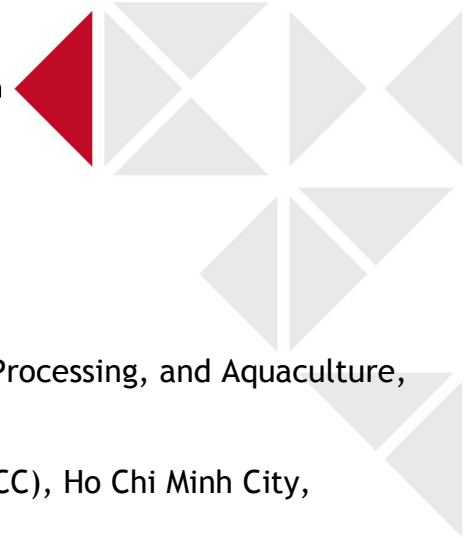 Processing, and Aquaculture,
CC), Ho Chi Minh City,